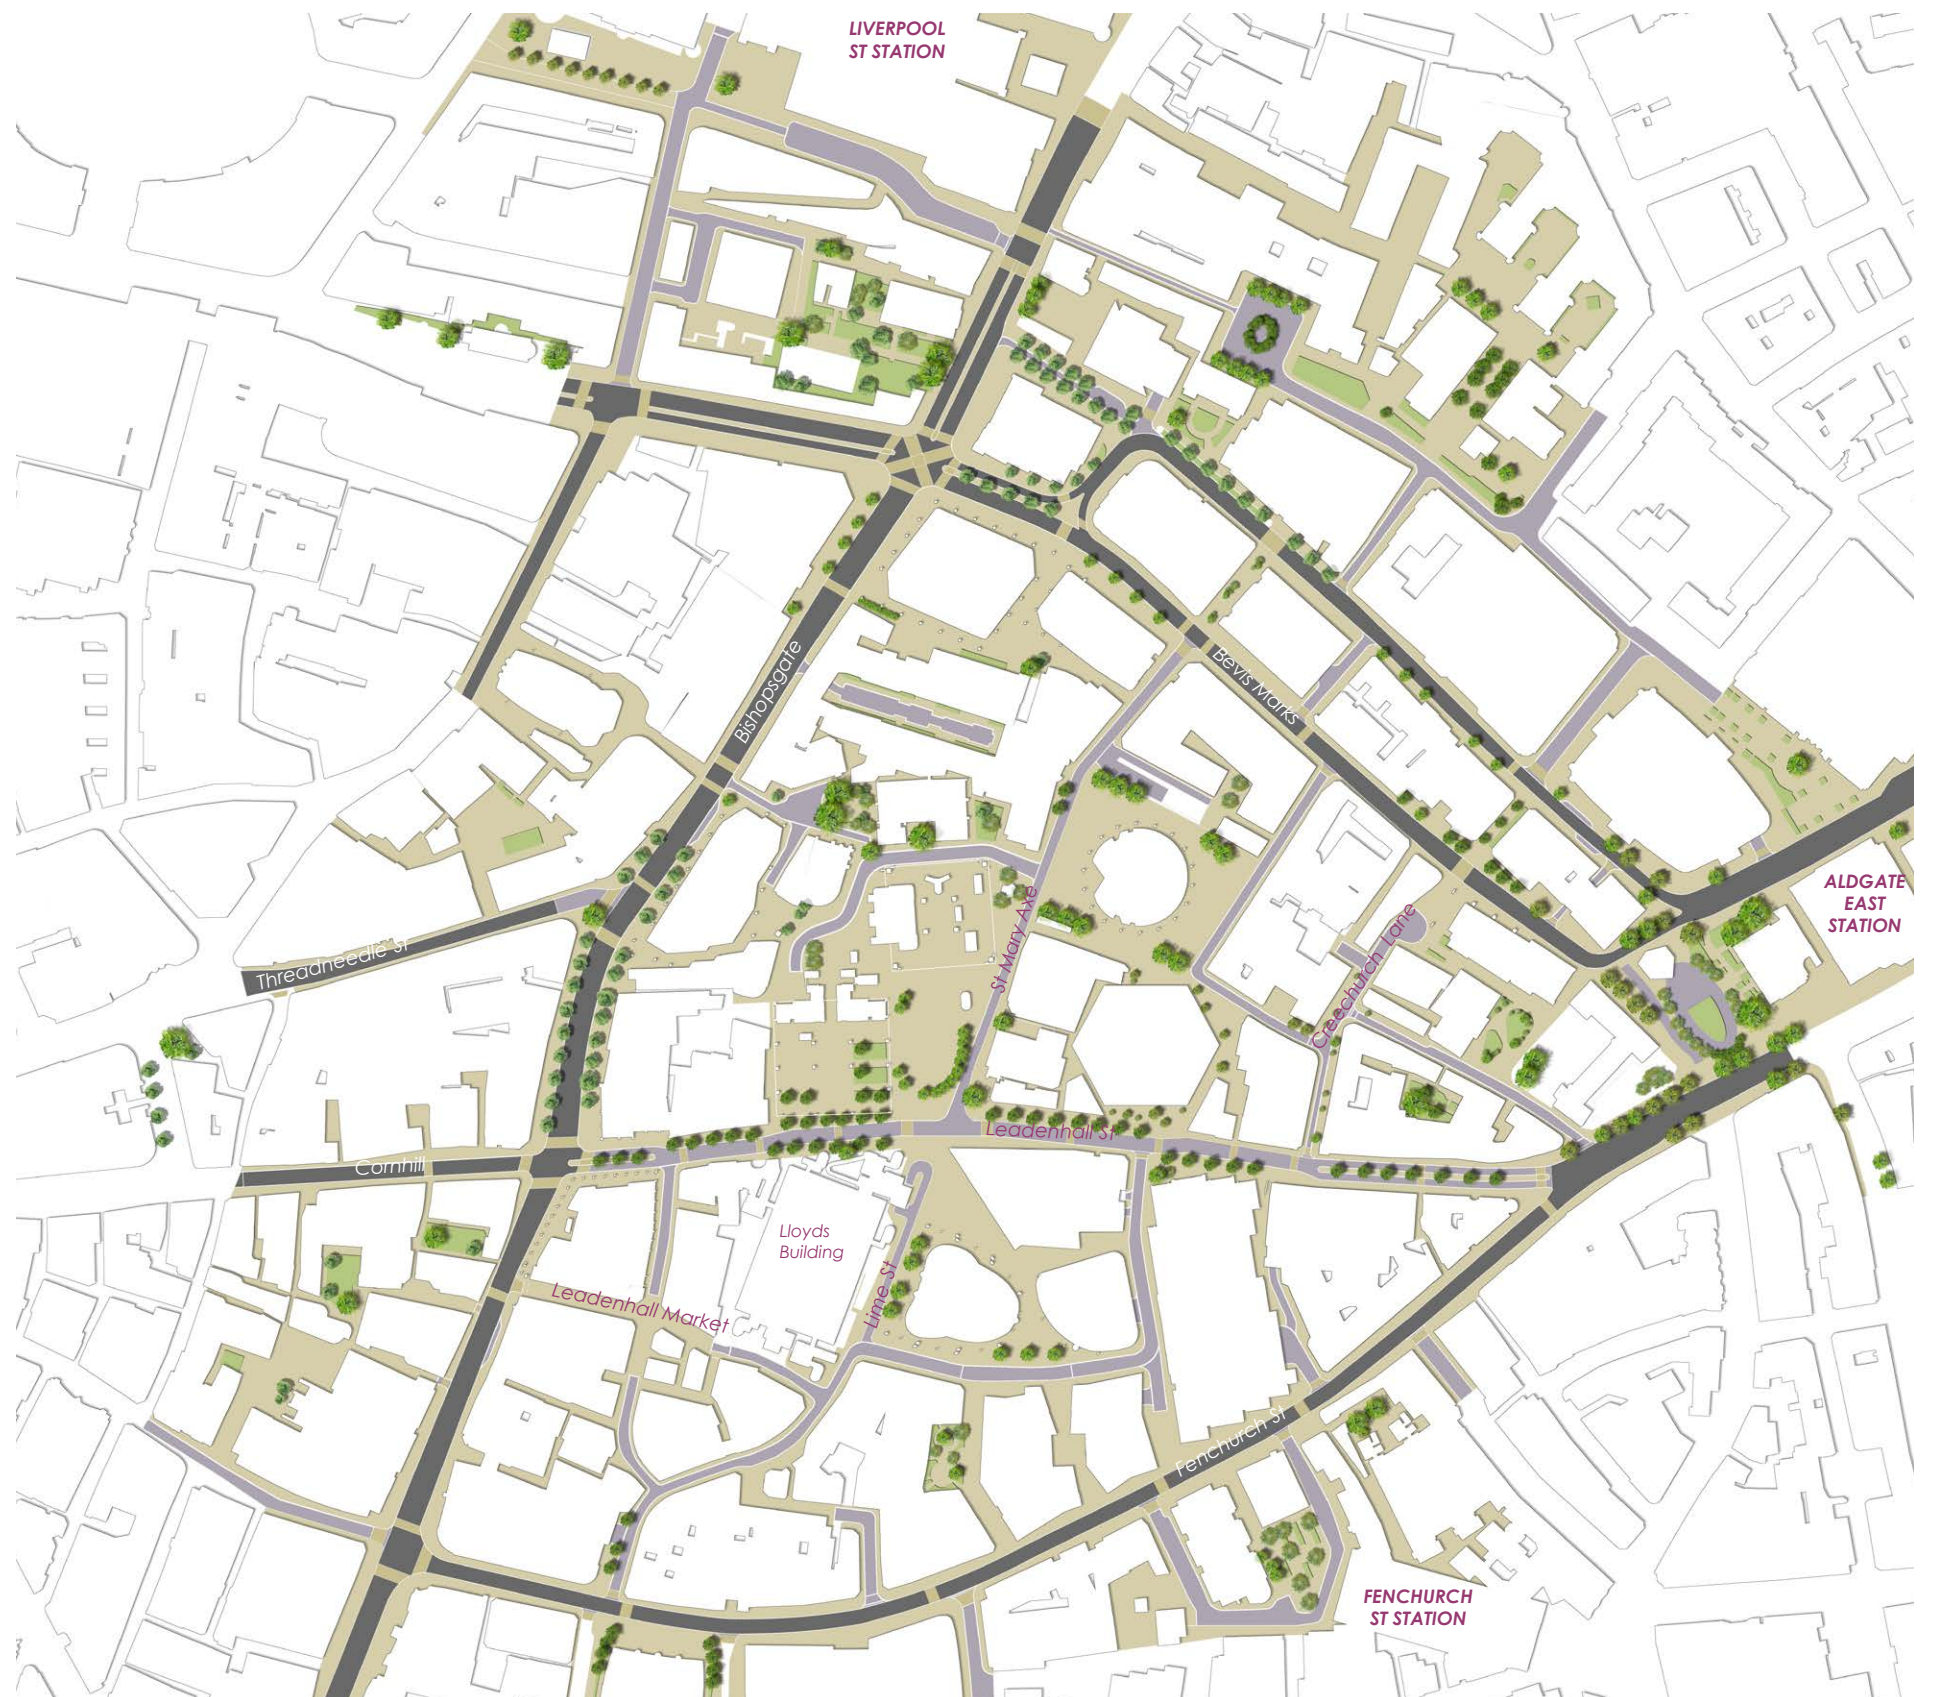 LIVERPOOL
ST STATION
Bishopsgate
Bevis Marks
ALDGATE
EAST
STATION
St Mary Axe
Creechurch Lane
Threadneedle St
Leadenhall St
Cornhill
Lloyds
Building
Lime St
Leadenhall Market
Fenchurch St
FENCHURCH
ST STATION